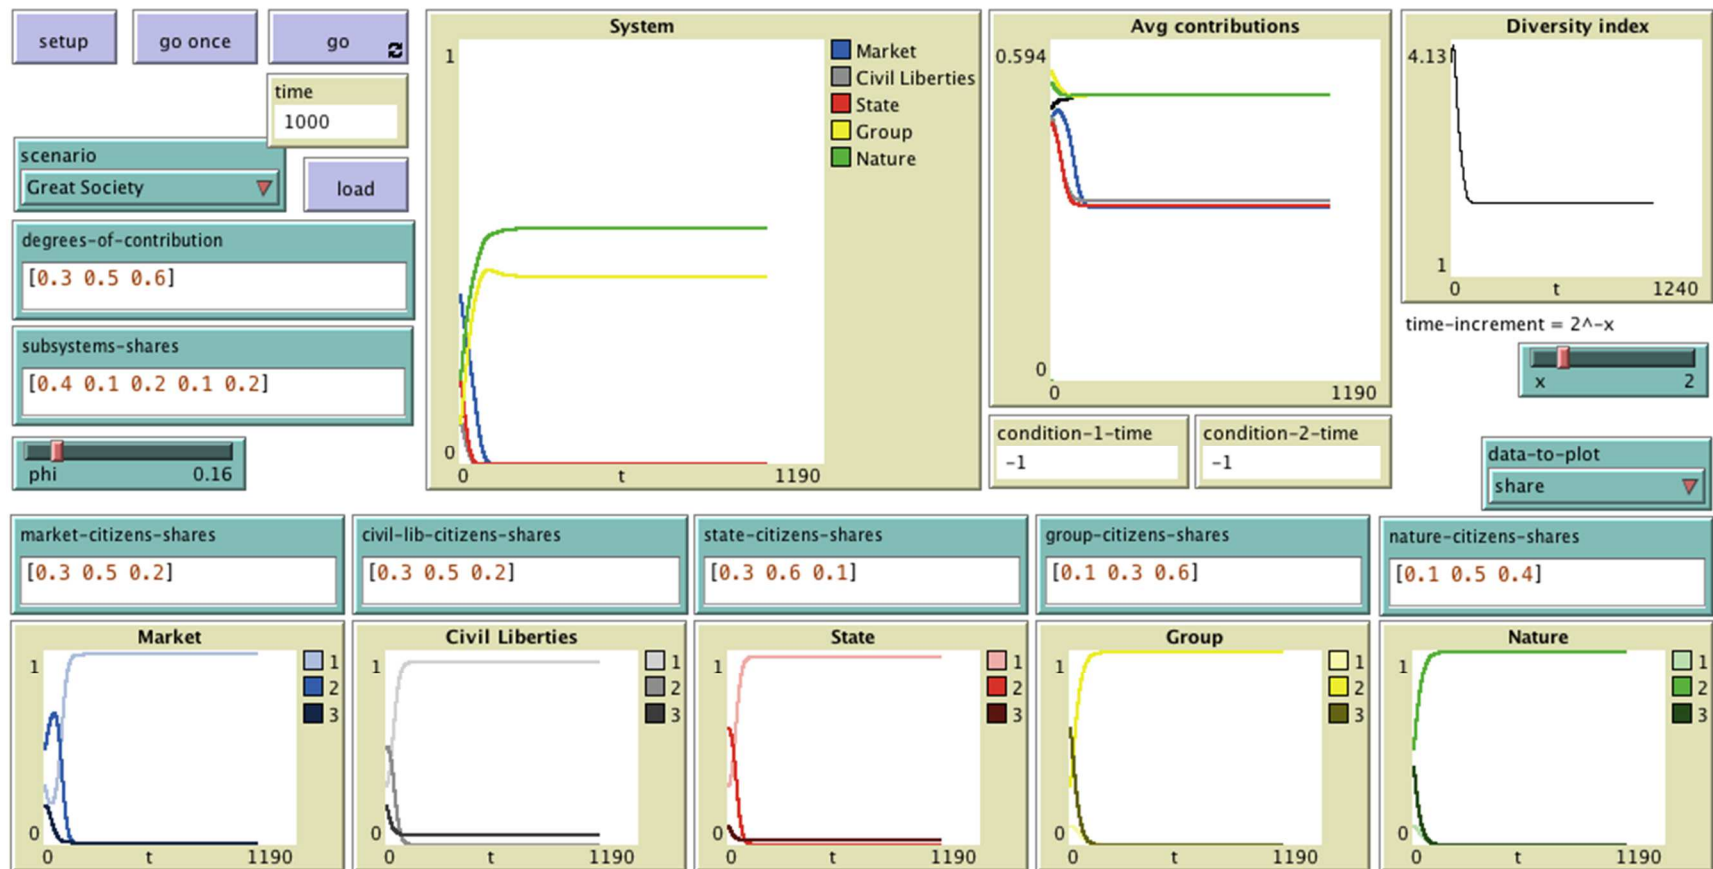 setup
go once
go
time
1000
scenario
Great Society
load
degrees-of-contribution
[0.3 0.5 0.6]
subsystems-shares
[0.4 0.1 0.2 0.1 0.2]
phi
0.16
System
1
0
0
t
1190
Market
Civil Liberties
State
Group
Nature
Avg contributions
0.594
0
0
1190
condition-1-time
-1
condition-2-time
-1
Diversity index
4.13
1
0
t
1240
time-increment = 2^-x
x
2
data-to-plot
share
market-citizens-shares
[0.3 0.5 0.2]
civil-lib-citizens-shares
[0.3 0.5 0.2]
state-citizens-shares
[0.3 0.6 0.1]
group-citizens-shares
[0.1 0.3 0.6]
nature-citizens-shares
[0.1 0.5 0.4]
Market
1
0
0
t
1190
1
2
3
Civil Liberties
1
0
0
t
1190
1
2
3
State
1
0
0
t
1190
1
2
3
Group
1
0
0
t
1190
1
2
3
Nature
1
0
0
t
1190
1
2
3